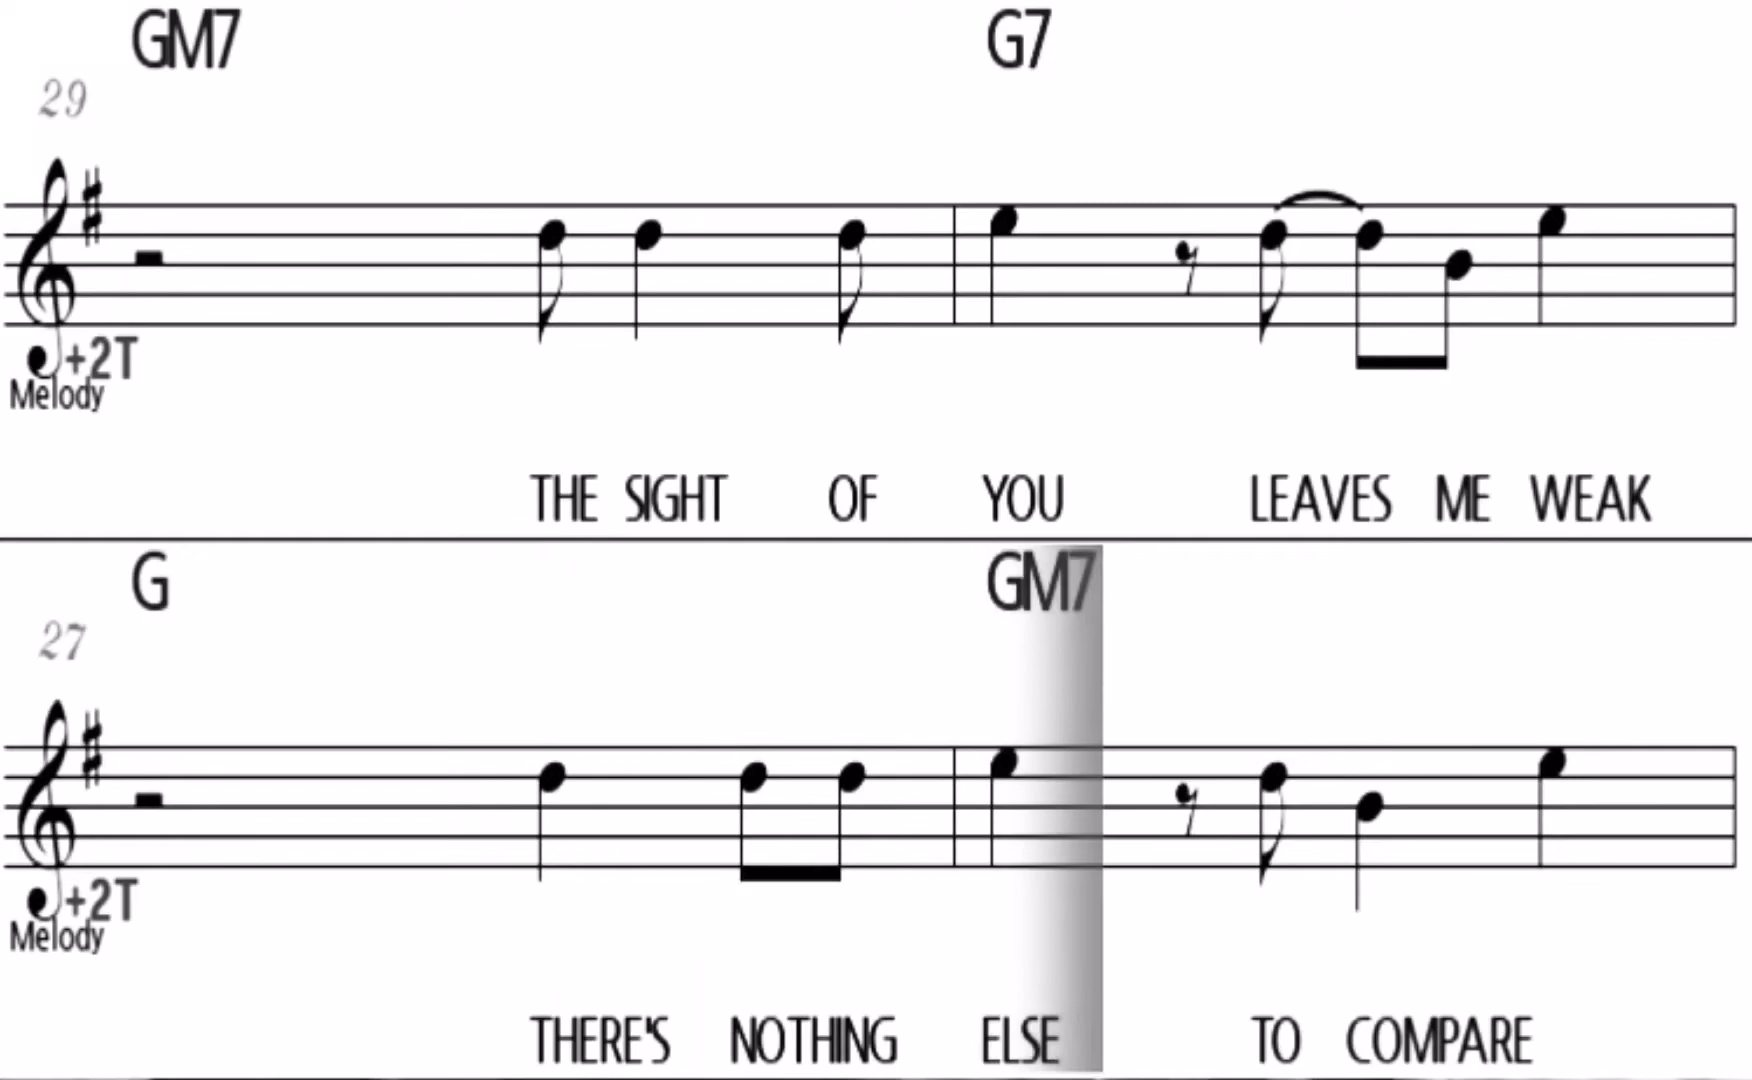 GM7 G7
29
+2T
Melody
THE SIGHT OF YOU LEAVES ME WEAK
G GM7
27
+2T
Melody
THERE'S NOTHING ELSE TO COMPARE